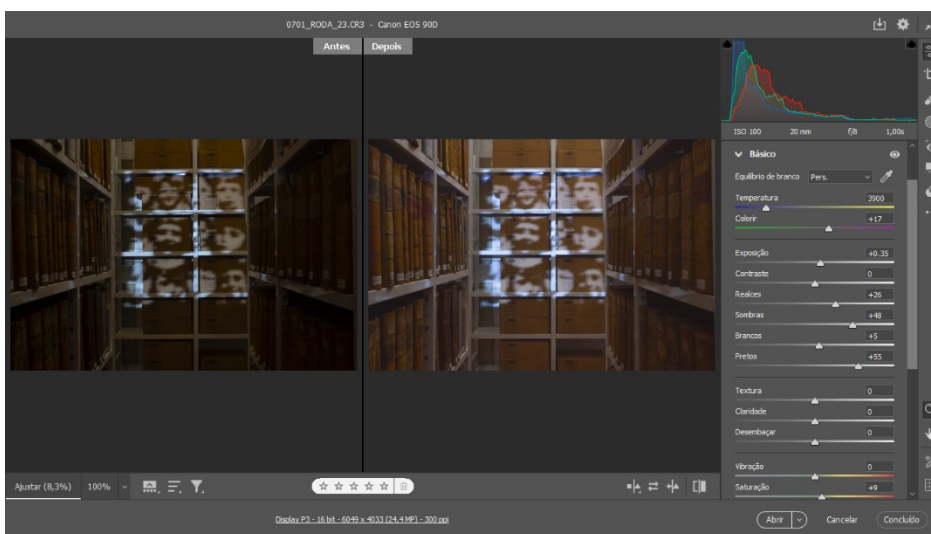 0701_RODA_23.CR3 - Canon EOS 90D
Antes
Depois
ISO 100 20 mm f/8 1,00s
Básico
Equilíbrio de branco Pers.
Temperatura 3900
Colorir +17
Exposição +0.35
Contraste 0
Realces +26
Sombras +48
Brancos +5
Pretos +55
Textura 0
Claridade 0
Desembaçar 0
Vibração 0
Saturação +9
Ajustar (8,3%) 100%
Display P3 - 16 bit - 6049 x 4033 (24,4MP) - 300 ppi
Abrir Cancelar Concluído